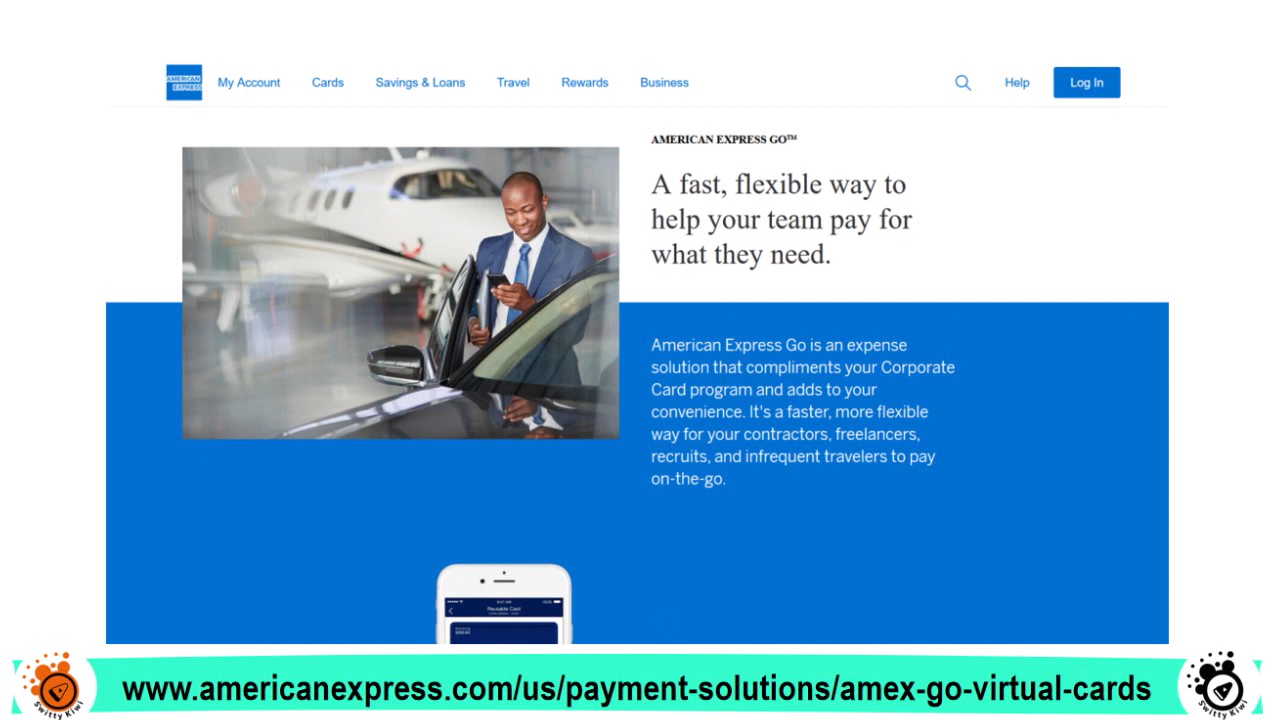 AMERICAN
EXPRESS
My Account
Cards
Savings & Loans
Travel
Rewards
Business
Help
Log In
AMERICAN EXPRESS GO™
A fast, flexible way to
help your team pay for
what they need.
American Express Go is an expense
solution that compliments your Corporate
Card program and adds to your
convenience. It's a faster, more flexible
way for your contractors, freelancers,
recruits, and infrequent travelers to pay
on-the-go.
Reusable Card
www.americanexpress.com/us/payment-solutions/amex-go-virtual-cards
Switty Kiwi
Switty Kiwi